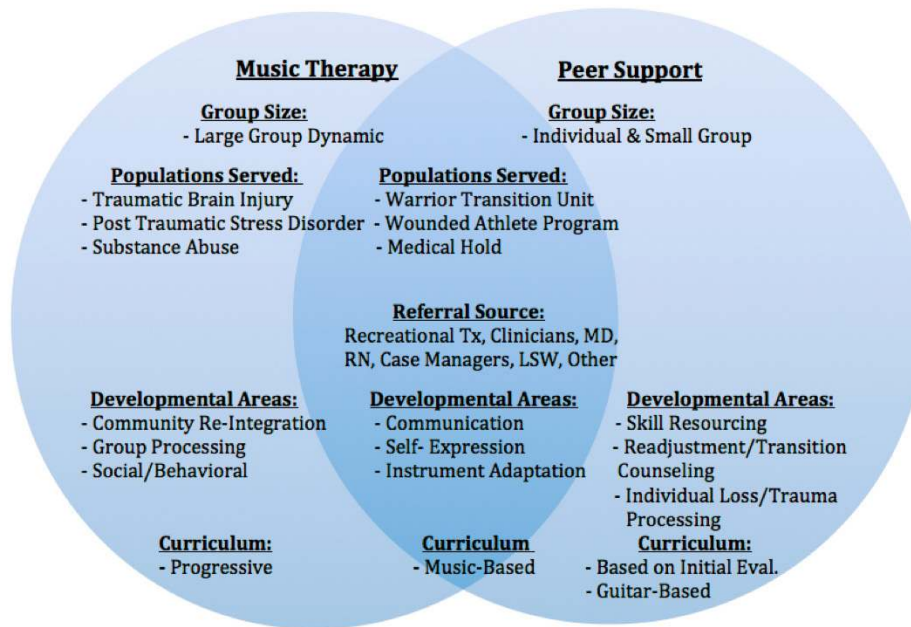 Music Therapy
Group Size:
- Large Group Dynamic
Populations Served:
- Traumatic Brain Injury
- Post Traumatic Stress Disorder
- Substance Abuse
Populations Served:
- Warrior Transition Unit
- Wounded Athlete Program
- Medical Hold
Referral Source:
Recreational Tx, Clinicians, MD,
RN, Case Managers, LSW, Other
Developmental Areas:
- Community Re-Integration
- Group Processing
- Social/Behavioral
Developmental Areas:
- Communication
- Self- Expression
- Instrument Adaptation
Curriculum:
- Progressive
Curriculum
- Music-Based
Peer Support
Group Size:
- Individual & Small Group
Developmental Areas:
- Skill Resourcing
- Readjustment/Transition
Counseling
- Individual Loss/Trauma
Processing
Curriculum:
- Based on Initial Eval.
- Guitar-Based